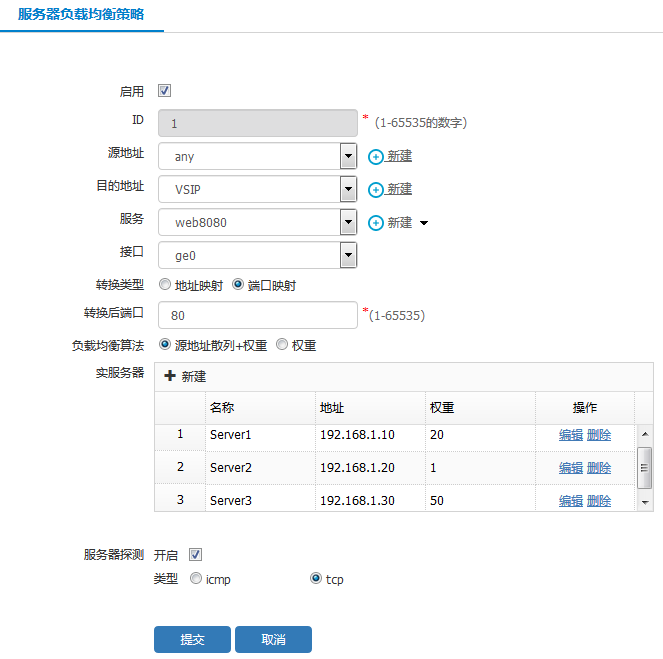 服务器负载均衡策略
启用
ID 1 * (1-65535的数字)
源地址 any 新建
目的地址 VSIP 新建
服务 web8080 新建
接口 ge0
转换类型 地址映射 端口映射
转换后端口 80 *(1-65535)
负载均衡算法 源地址散列+权重 权重
实服务器 新建
名称 地址 权重 操作
1 Server1 192.168.1.10 20 编辑 删除
2 Server2 192.168.1.20 1 编辑 删除
3 Server3 192.168.1.30 50 编辑 删除
服务器探测 开启
类型 icmp tcp
提交 取消